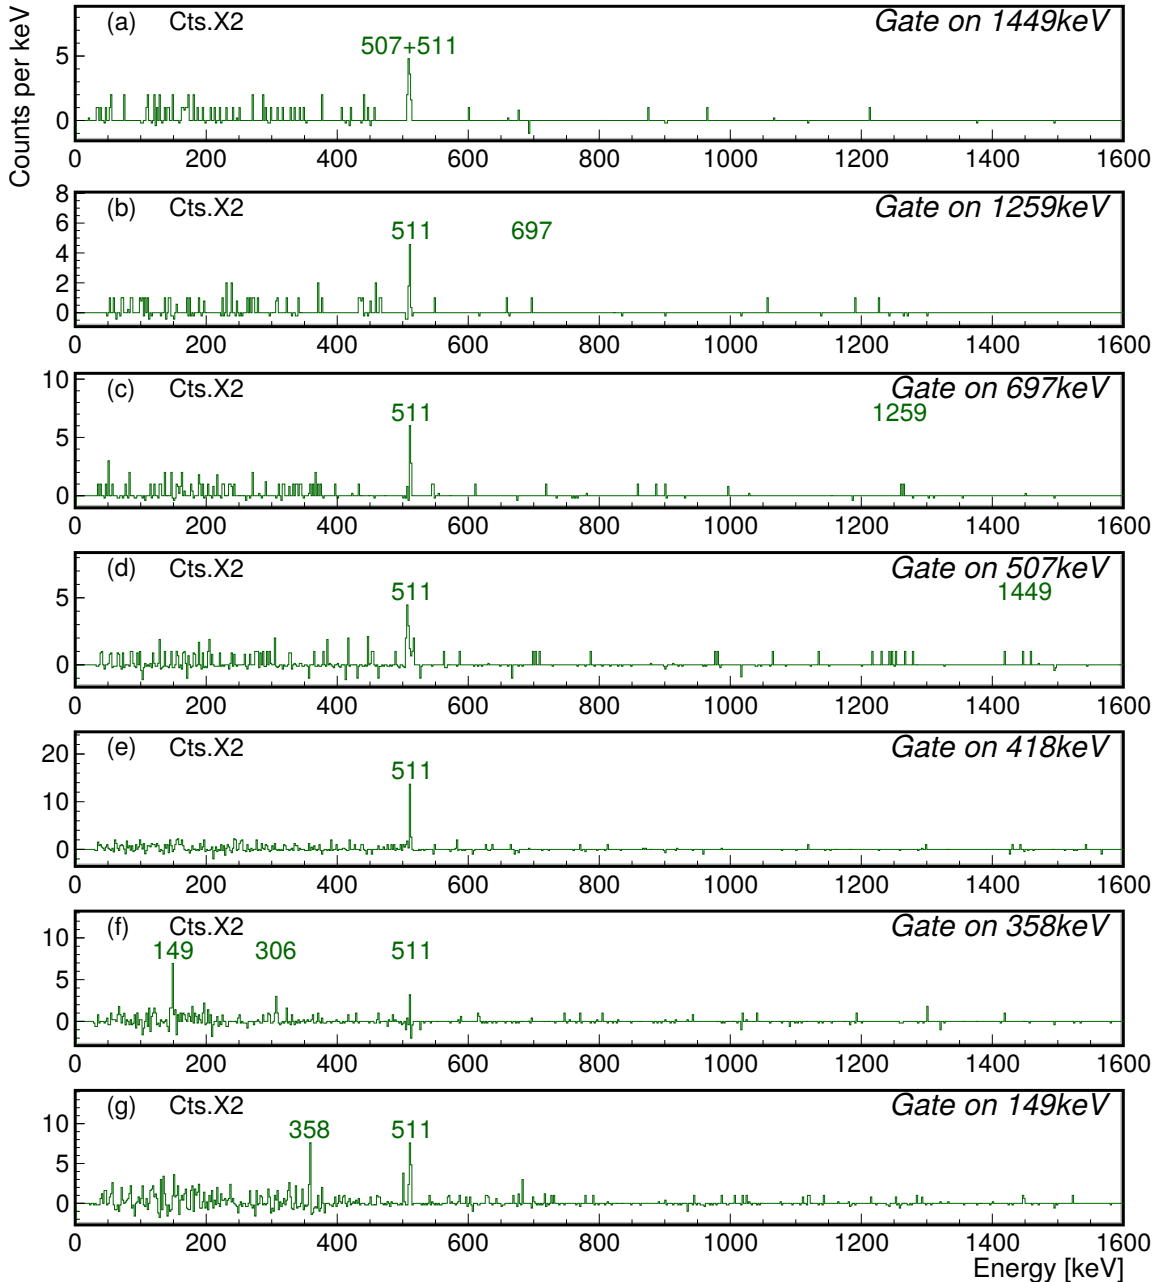 Counts per keV
(a) Cts.X2 Gate on 1449keV
507+511
5
0
0 200 400 600 800 1000 1200 1400 1600
(b) Cts.X2 Gate on 1259keV
511 697
8
6
4
2
0
0 200 400 600 800 1000 1200 1400 1600
(c) Cts.X2 Gate on 697keV
511 1259
10
5
0
0 200 400 600 800 1000 1200 1400 1600
(d) Cts.X2 Gate on 507keV
511 1449
5
0
0 200 400 600 800 1000 1200 1400 1600
(e) Cts.X2 Gate on 418keV
511
20
10
0
0 200 400 600 800 1000 1200 1400 1600
(f) Cts.X2 Gate on 358keV
149 306 511
10
5
0
0 200 400 600 800 1000 1200 1400 1600
(g) Cts.X2 Gate on 149keV
358 511
10
5
0
0 200 400 600 800 1000 1200 1400 1600
Energy [keV]